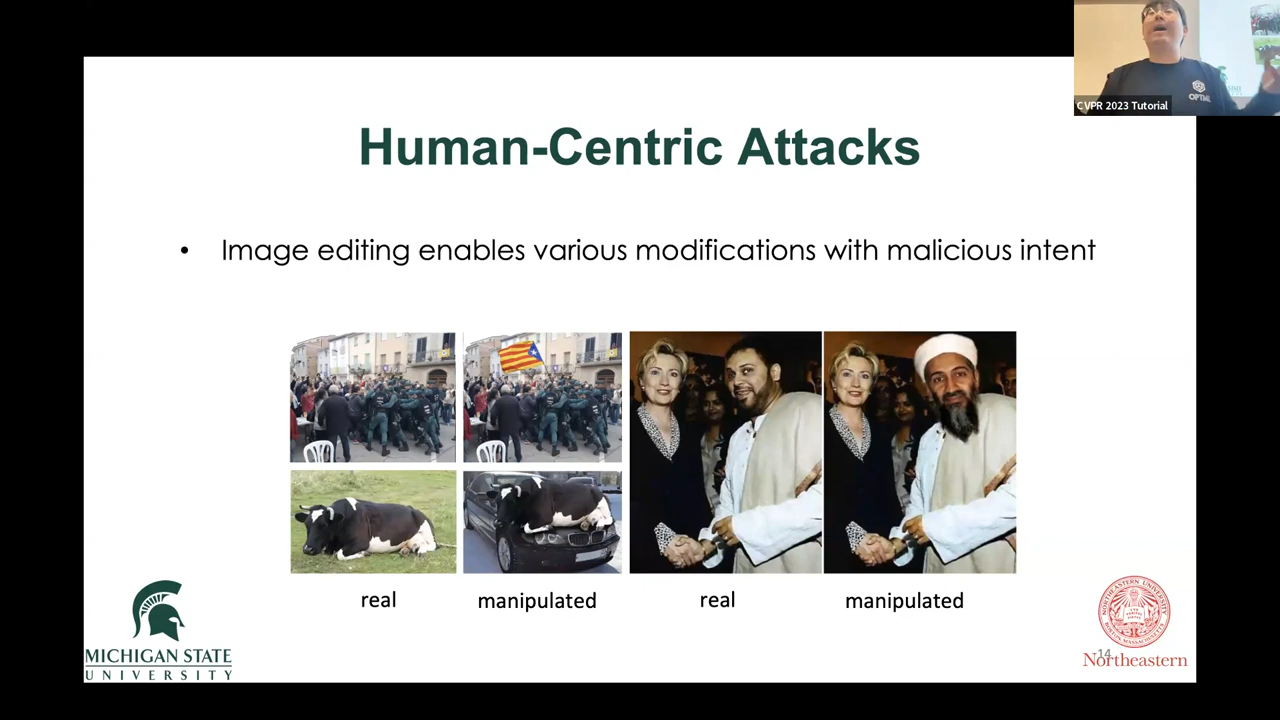 CVPR 2023 Tutorial
Human-Centric Attacks
• Image editing enables various modifications with malicious intent
real
manipulated
real
manipulated
MICHIGAN STATE
UNIVERSITY
14
Northeastern